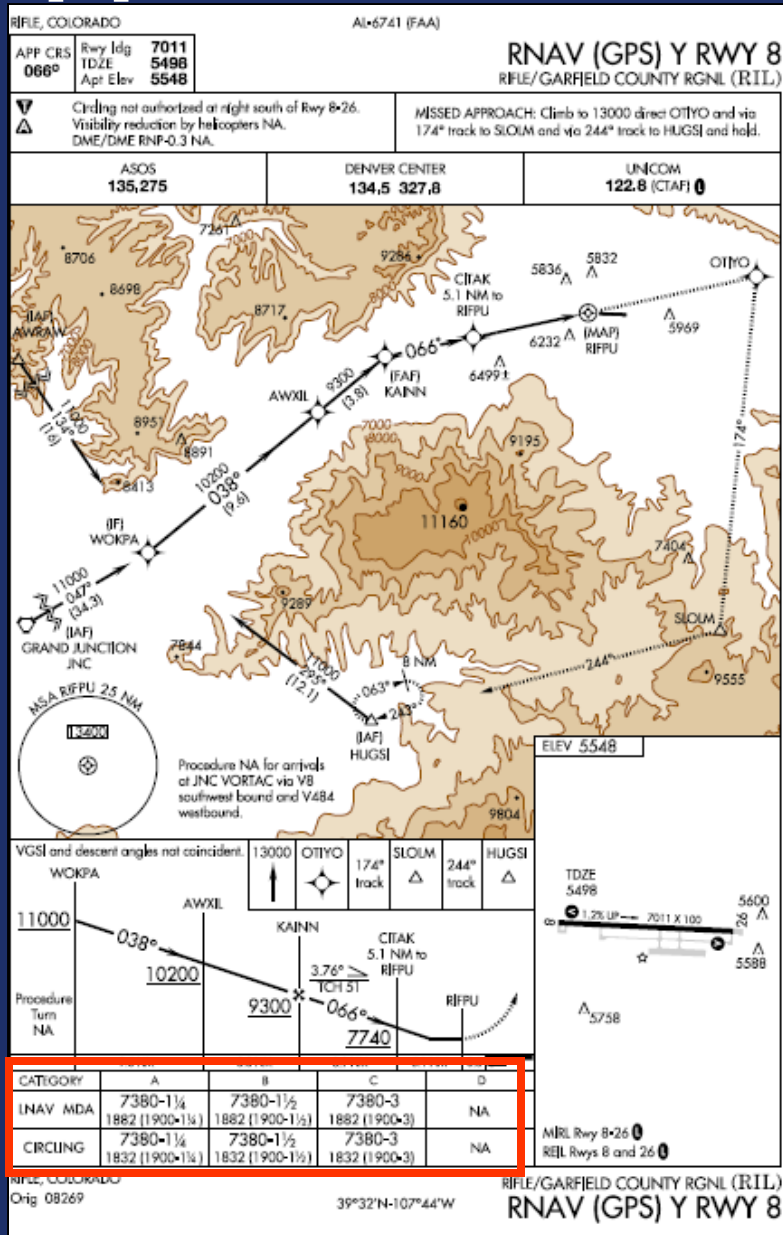 RIFLE, COLORADO
AL-6741 (FAA)
APP CRS
066°
Rwy ldg 7011
TDZE 5498
Apt Elev 5548
RNAV (GPS) Y RWY 8
RIFLE/GARFIELD COUNTY RGNL (RIL)
T
A
Circling not authorized at night south of Rwy 8-26.
Visibility reduction by helicopters NA.
DME/DME RNP-0.3 NA.
MISSED APPROACH: Climb to 13000 direct OTIYO and via
174° track to SLOLM and via 244° track to HUGSI and hold.
ASOS
135,275
DENVER CENTER
134,5 327,8
UNICOM
122.8 (CTAF) L
7261
7000
8706
8698
9286
8717
CITAK
5.1 NM to
RIFPU
5836
5832
OTIYO
(IAF)
AWRAW
6232
(MAP)
RIFPU
5969
066°
(FAF)
KAINN
6499±
AWXIL
9300
(3.8)
11000
134°
(16)
8951
8891
8413
7000
8000
9195
9000
174°
10200
038°
(9.6)
11160
(IF)
WOKPA
7404
11000
047°
(34.3)
(IAF)
GRAND JUNCTION
JNC
9289
7844
SLOLM
11000
295°
(12.1)
8 NM
063°
243°
244°
9555
(IAF)
HUGSI
MSA RIFPU 25 NM
13400
Procedure NA for arrivals
at JNC VORTAC via V8
southwest bound and V484
westbound.
9804
ELEV 5548
TDZE
5498
8
1.2% UP
7011 X 100
26
V
A
5600
5588
5758
MIRL Rwy 8-26 L
REIL Rwys 8 and 26 L
VGSI and descent angles not coincident.
13000
OTIYO
174°
track
SLOLM
244°
track
HUGSI
WOKPA
11000
038°
AWXIL
10200
KAINN
9300
3.76°
TCH 51
066°
CITAK
5.1 NM to
RIFPU
7740
RIFPU
Procedure
Turn
NA
CATEGORY A B C D
LNAV MDA 7380-1¼ 7380-1½ 7380-3 NA
1882 (1900-1¼) 1882 (1900-1½) 1882 (1900-3)
CIRCLING 7380-1¼ 7380-1½ 7380-3 NA
1832 (1900-1¼) 1832 (1900-1½) 1832 (1900-3)
RIFLE, COLORADO
Orig 08269
39°32'N-107°44'W
RIFLE/GARFIELD COUNTY RGNL (RIL)
RNAV (GPS) Y RWY 8